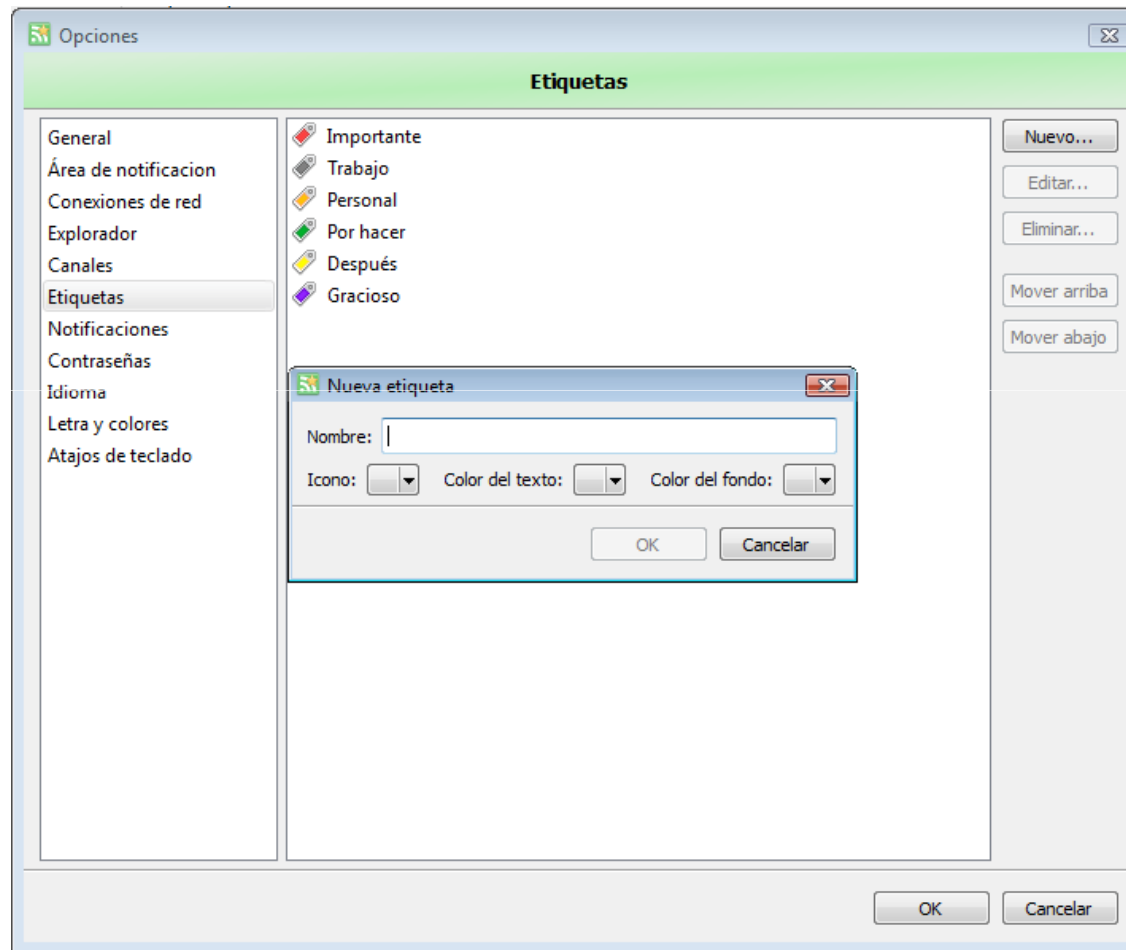 Opciones
Etiquetas
General
Área de notificacion
Conexiones de red
Explorador
Canales
Etiquetas
Notificaciones
Contraseñas
Idioma
Letra y colores
Atajos de teclado
Importante
Trabajo
Personal
Por hacer
Después
Gracioso
Nuevo...
Editar...
Eliminar...
Mover arriba
Mover abajo
Nueva etiqueta
Nombre:
Icono: Color del texto: Color del fondo:
OK Cancelar
OK Cancelar